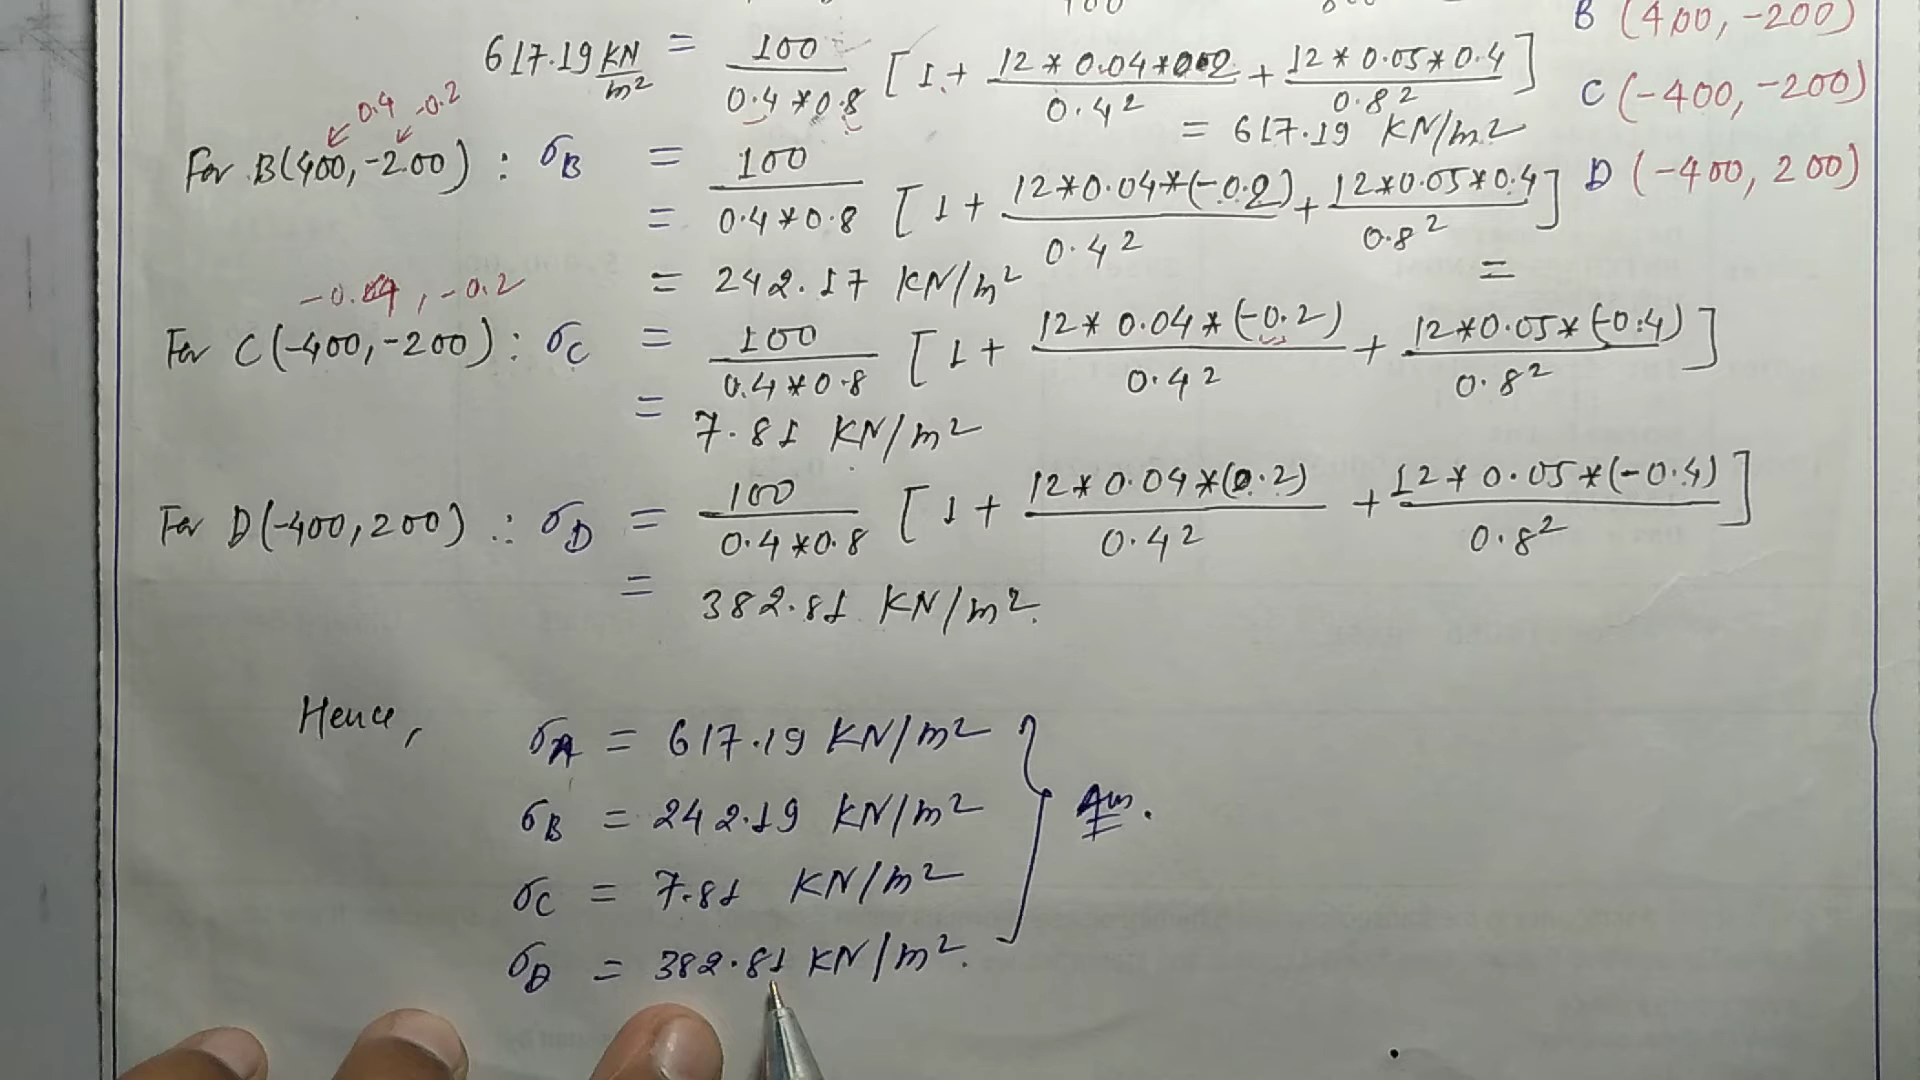 617.19 KN/m² = 100/0.4*0.8 [1 + 12*0.04*0.2/0.4² + 12*0.05*0.4/0.8²]
= 617.19 KN/m²
B (400, -200)
C (-400, -200)
D (-400, 200)
0.4 -0.2
For B(400, -200) : σB = 100/0.4*0.8 [1 + 12*0.04*(-0.2)/0.4² + 12*0.05*0.4/0.8²]
=
= 242.17 KN/m²
=
-0.4, -0.2
For C(-400, -200) : σC = 100/0.4*0.8 [1 + 12*0.04*(-0.2)/0.4² + 12*0.05*(-0.4)/0.8²]
= 7.81 KN/m²
For D(-400, 200) : σD = 100/0.4*0.8 [1 + 12*0.04*(0.2)/0.4² + 12*0.05*(-0.4)/0.8²]
= 382.81 KN/m².
Hence,
σA = 617.19 KN/m²
σB = 242.19 KN/m²
Ans.
σC = 7.81 KN/m²
σD = 382.81 KN/m².